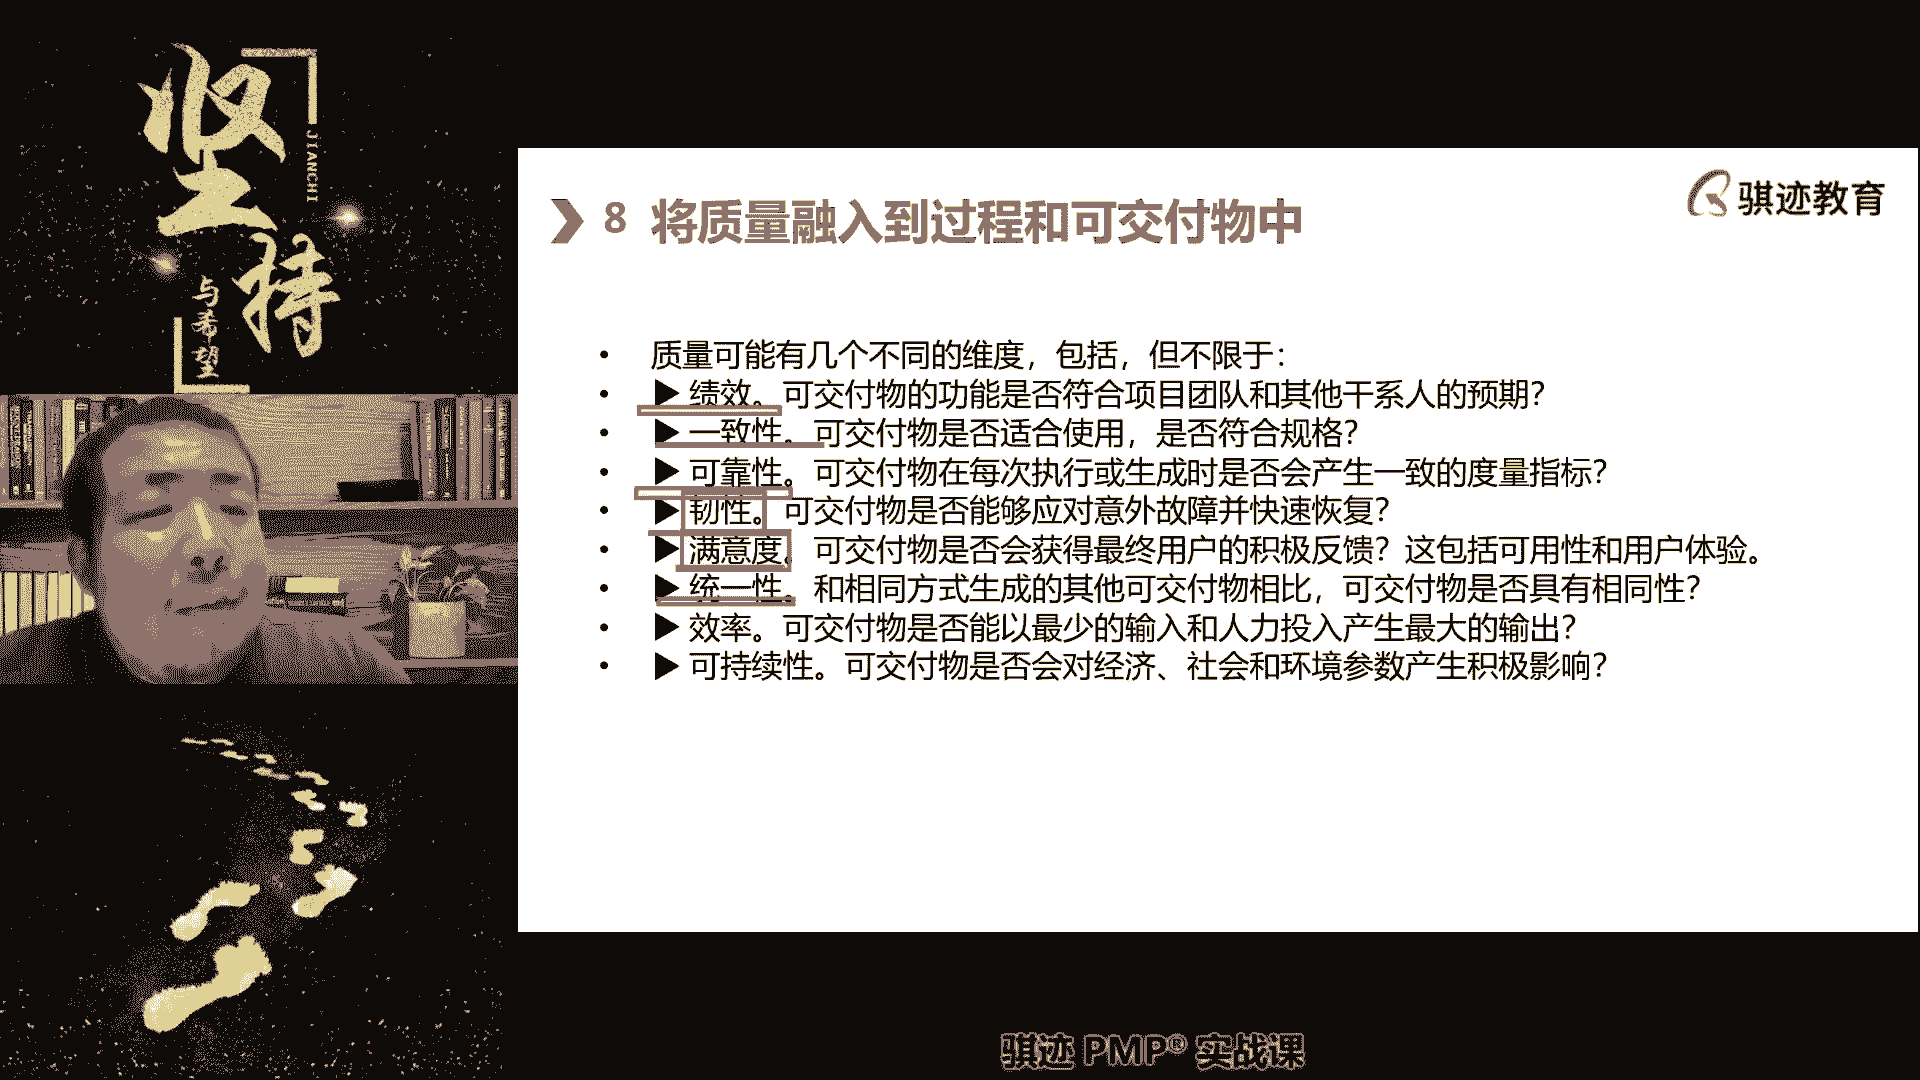 坚持
JIANCHI
与希望
骐迹教育
8 将质量融入到过程和可交付物中
• 质量可能有几个不同的维度，包括，但不限于：
• ▶ 绩效。可交付物的功能是否符合项目团队和其他干系人的预期？
• ▶ 一致性。可交付物是否适合使用，是否符合规格？
• ▶ 可靠性。可交付物在每次执行或生成时是否会产生一致的度量指标？
• ▶ 韧性。可交付物是否能够应对意外故障并快速恢复？
• ▶ 满意度。可交付物是否会获得最终用户的积极反馈？这包括可用性和用户体验。
• ▶ 统一性。和相同方式生成的其他可交付物相比，可交付物是否具有相同性？
• ▶ 效率。可交付物是否能以最少的输入和人力投入产生最大的输出？
• ▶ 可持续性。可交付物是否会对经济、社会和环境参数产生积极影响？
骐迹 PMP® 实战课